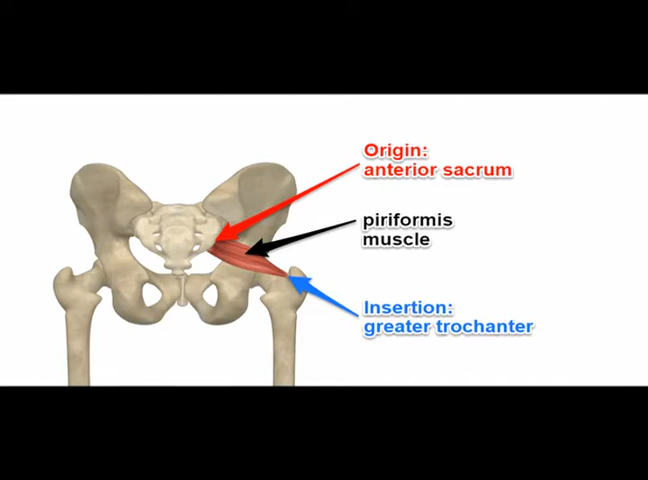 Origin:
anterior sacrum
piriformis
muscle
Insertion:
greater trochanter